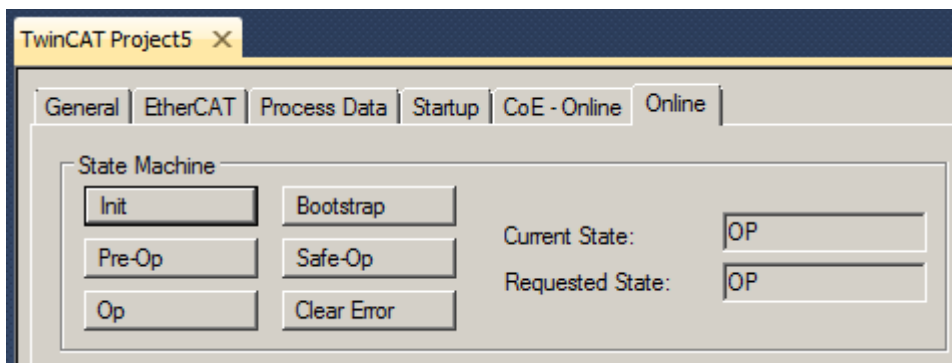 TwinCAT Project5
General EtherCAT Process Data Startup CoE - Online Online
State Machine
Init Bootstrap
Pre-Op Safe-Op
Op Clear Error
Current State: OP
Requested State: OP